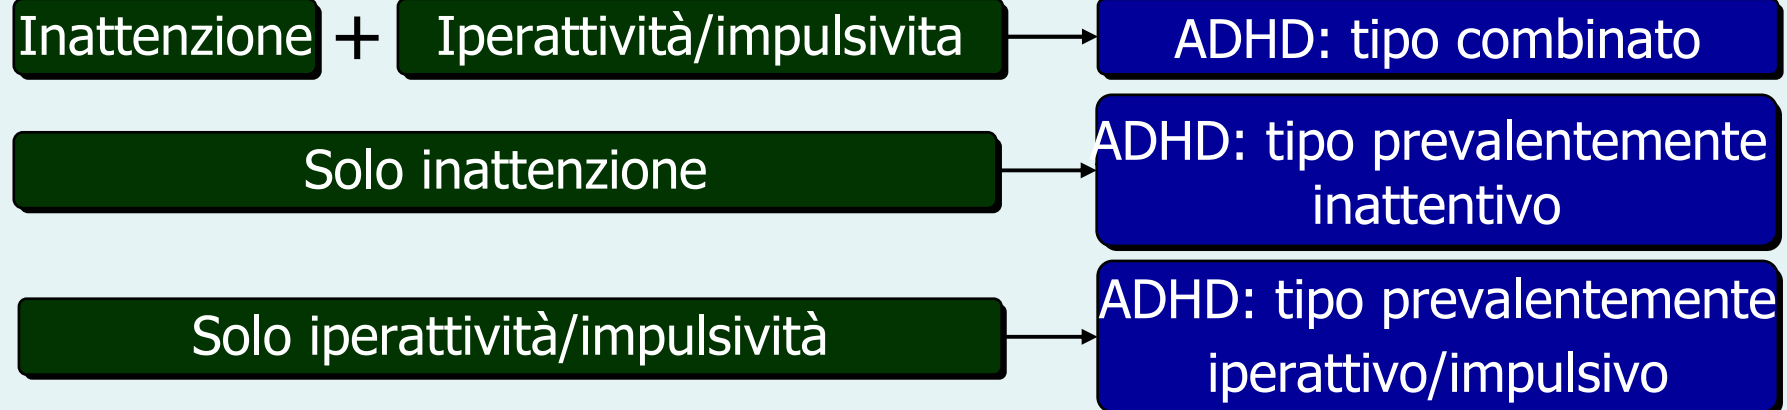 Inattenzione + Iperattività/impulsivita ADHD: tipo combinato
Solo inattenzione
ADHD: tipo prevalentemente
inattentivo
Solo iperattività/impulsività
ADHD: tipo prevalentemente
iperattivo/impulsivo